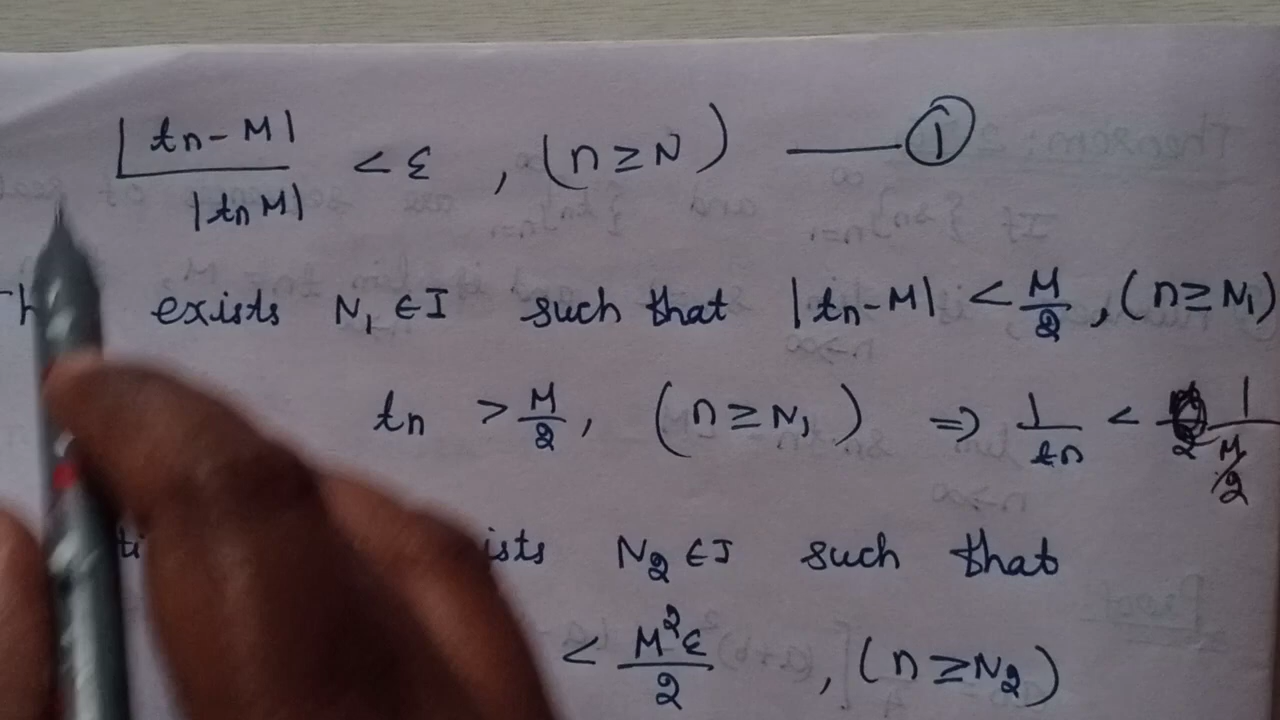 |tn-M| / |tn M| < ε , (n ≥ N) —— ①
exists N₁ ∈ I such that |tn-M| < M/2 , (n ≥ N₁)
tn > M/2 , (n ≥ N₁) ⇒ 1/tn < 1/(M/2)
N₂ ∈ I such that
< M²ε/2 , (n ≥ N₂)